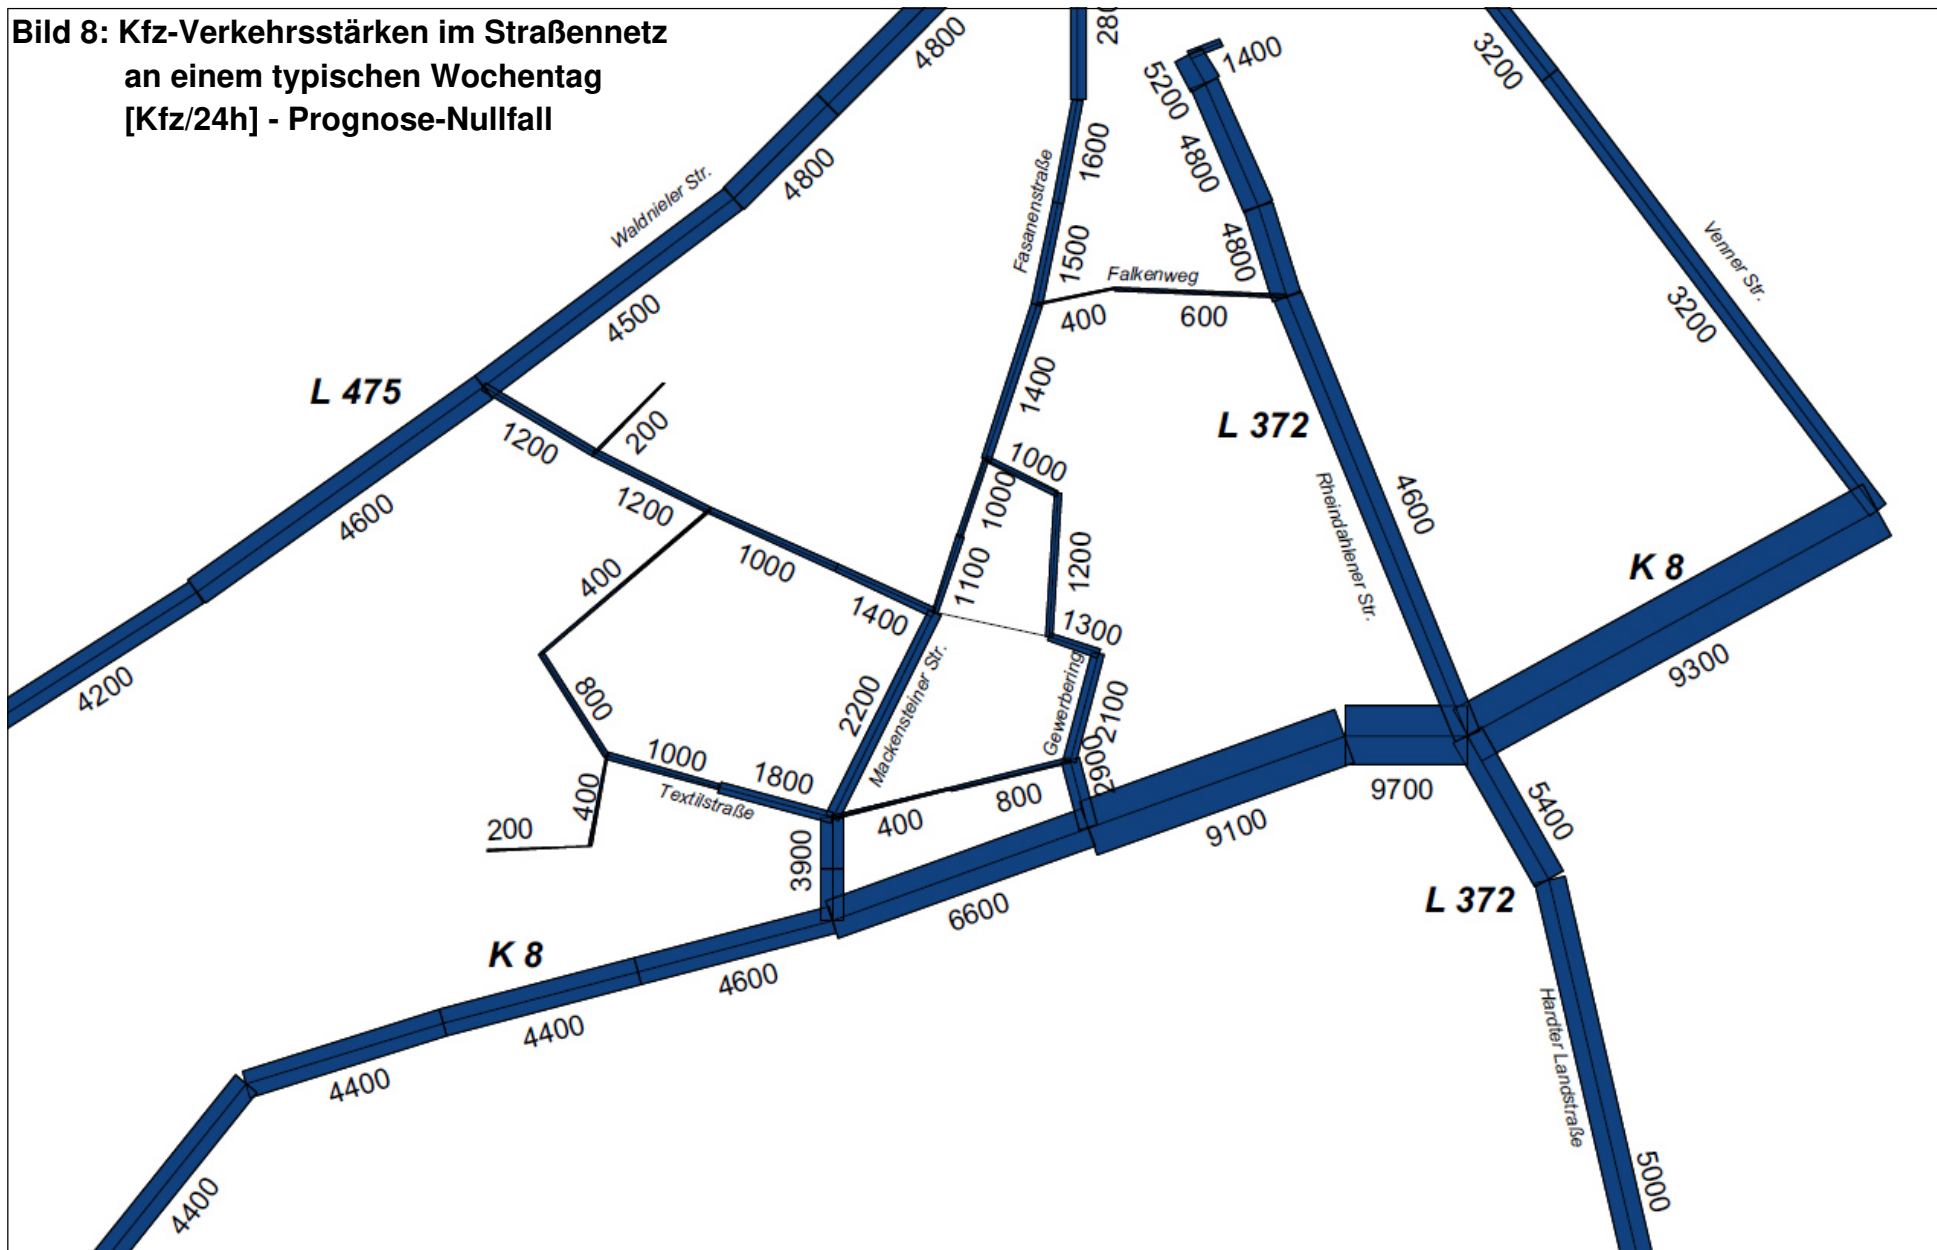 Bild 8: Kfz-Verkehrsstärken im Straßennetz
an einem typischen Wochentag
[Kfz/24h] - Prognose-Nullfall
4800
280
1400
5200
3200
4800
1600
4800
Waldnieler Str.
Fasanenstraße
1500
4800
Falkenweg
400
600
Venner Str.
3200
4500
L 475
1400
L 372
1200
200
1000
4600
1200
1000
Rheindahlener Str.
4600
1000
1100
1200
K 8
400
1400
1300
9300
4200
800
2200
Mackensteiner Str.
Gewerbering
2100
1000
1800
2900
Textilstraße
400
800
9700
5400
400
200
9100
3900
6600
L 372
K 8
4600
4400
4400
Hardter Landstraße
4400
5000